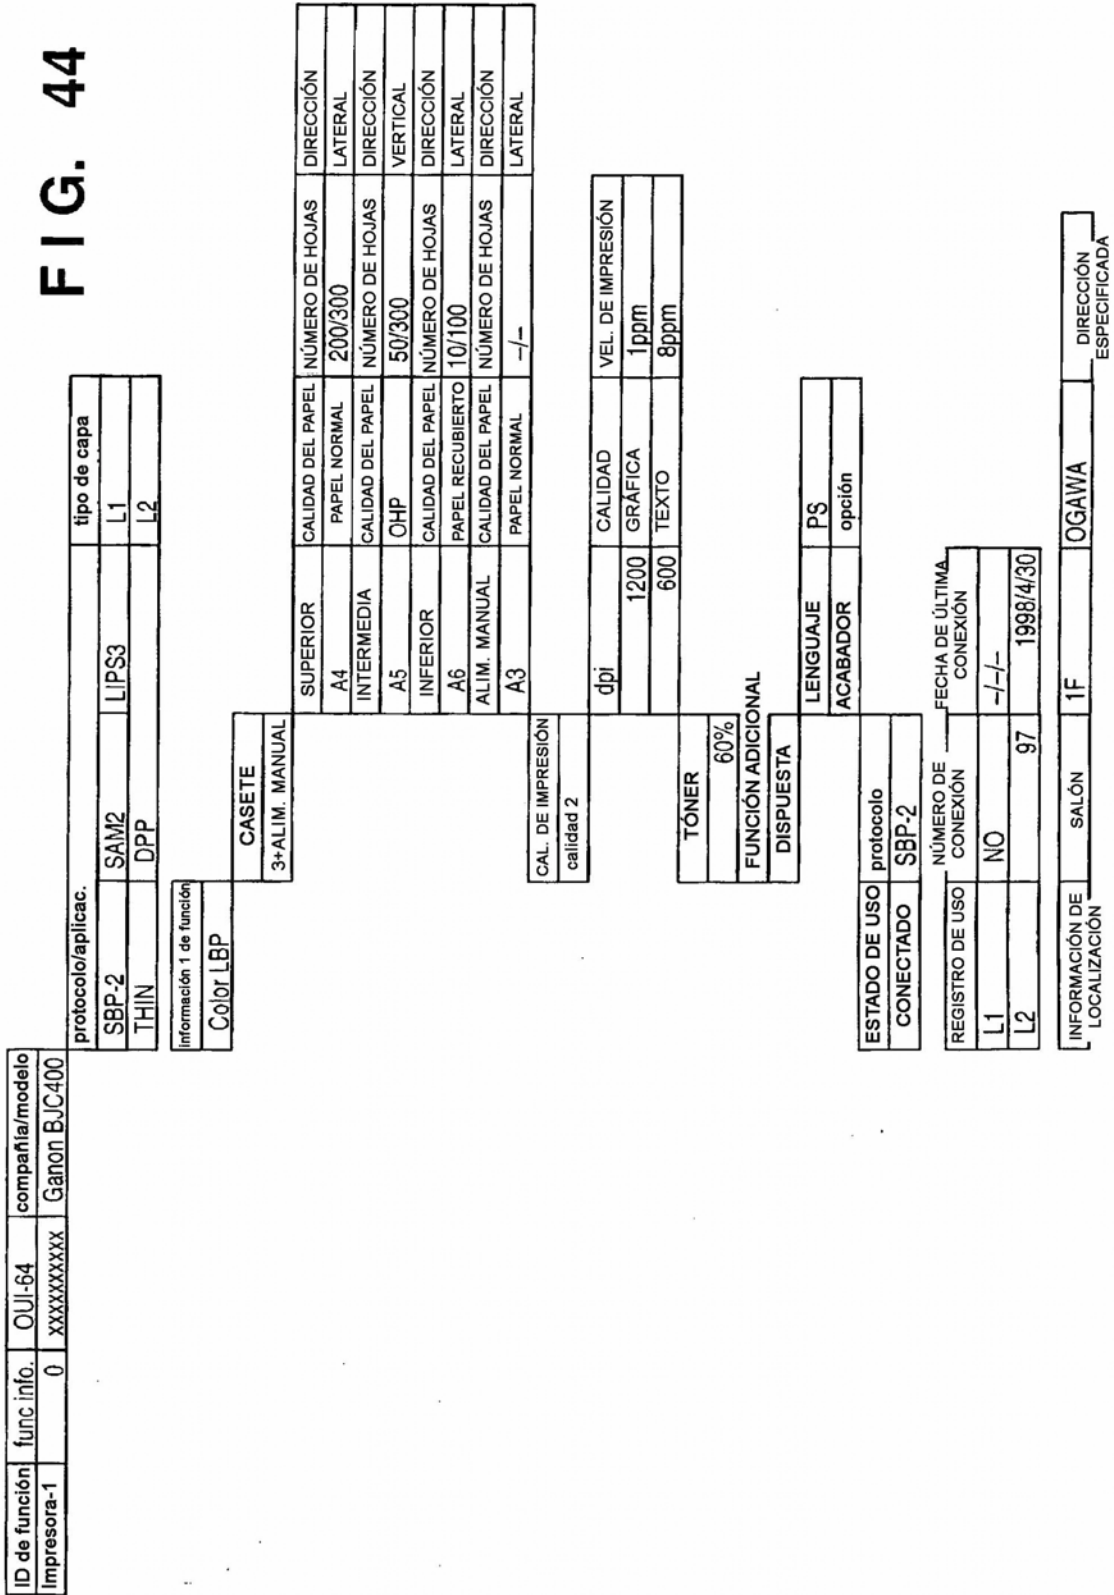 FIG. 44
ID de función func info. OUI-64 compañia/modelo
Impresora-1 0 xxxxxxxxxx Ganon BJC400
protocolo/aplicac. tipo de capa
SBP-2 SAM2 LIPS3 L1
THIN DPP L2
información 1 de función
Color LBP
CASETE
3+ALIM. MANUAL
SUPERIOR CALIDAD DEL PAPEL NÚMERO DE HOJAS DIRECCIÓN
A4 PAPEL NORMAL 200/300 LATERAL
INTERMEDIA CALIDAD DEL PAPEL NÚMERO DE HOJAS DIRECCIÓN
A5 OHP 50/300 VERTICAL
INFERIOR CALIDAD DEL PAPEL NÚMERO DE HOJAS DIRECCIÓN
A6 PAPEL RECUBIERTO 10/100 LATERAL
ALIM. MANUAL CALIDAD DEL PAPEL NÚMERO DE HOJAS DIRECCIÓN
A3 PAPEL NORMAL –/– LATERAL
CAL. DE IMPRESIÓN
calidad 2
dpi CALIDAD VEL. DE IMPRESIÓN
1200 GRÁFICA 1ppm
600 TEXTO 8ppm
TÓNER
60%
FUNCIÓN ADICIONAL
DISPUESTA
LENGUAJE PS
ACABADOR opción
ESTADO DE USO protocolo
CONECTADO SBP-2
REGISTRO DE USO NÚMERO DE CONEXIÓN FECHA DE ÚLTIMA CONEXIÓN
L1 NO –/–/–
L2 97 1998/4/30
INFORMACIÓN DE LOCALIZACIÓN SALÓN 1F OGAWA DIRECCIÓN ESPECIFICADA